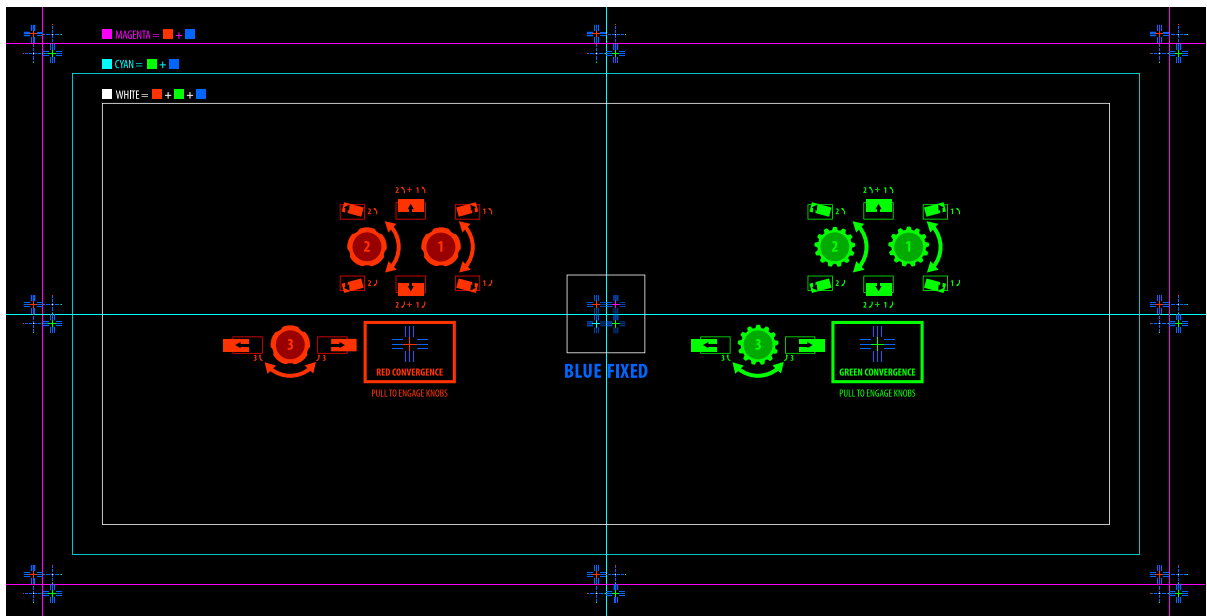 MAGENTA = +
CYAN = +
WHITE = + +
2 + 1
2 1
2 1
2 1
2 + 1
3 3
3
RED CONVERGENCE
PULL TO ENGAGE KNOBS
BLUE FIXED
2 + 1
2 1
2 1
2 1
2 + 1
3 3
3
GREEN CONVERGENCE
PULL TO ENGAGE KNOBS